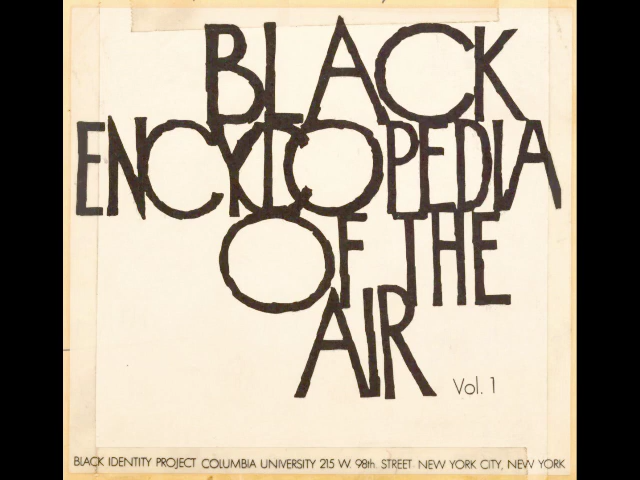 BLACK
ENCYCLOPEDIA
OF THE
AIR
Vol. 1
BLACK IDENTITY PROJECT COLUMBIA UNIVERSITY 215 W. 98th. STREET NEW YORK CITY, NEW YORK